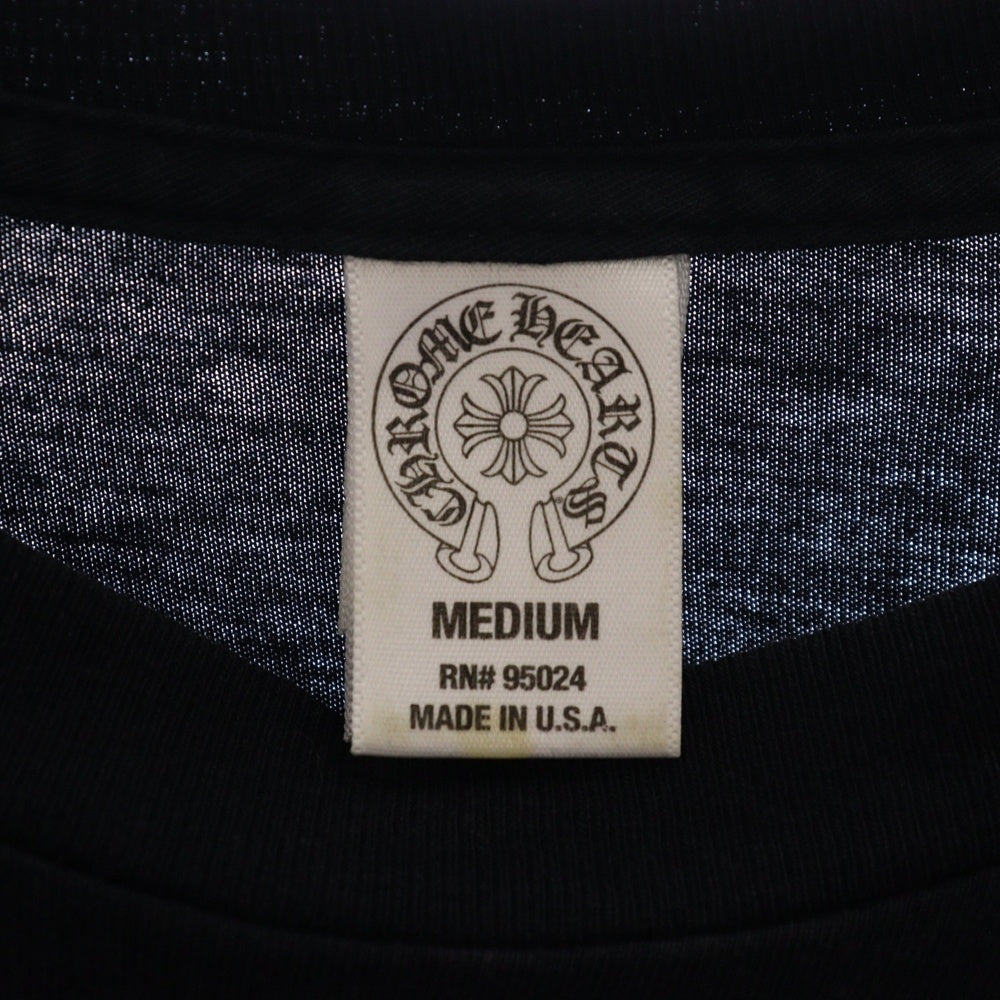 CHROME HEARTS
MEDIUM
RN# 95024
MADE IN U.S.A.